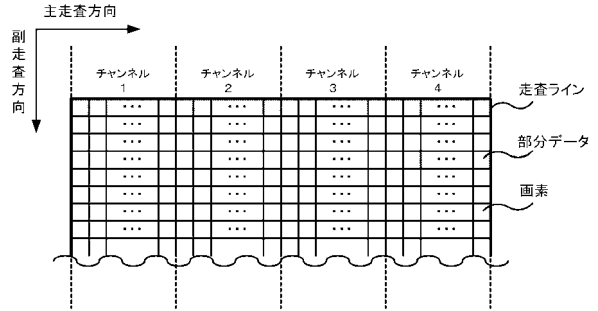 主走査方向
副走査方向
チャンネル
1
チャンネル
2
チャンネル
3
チャンネル
4
走査ライン
部分データ
画素
… … … …
… … … …
… … … …
… … … …
… … … …
… … … …
… … … …
… … … …